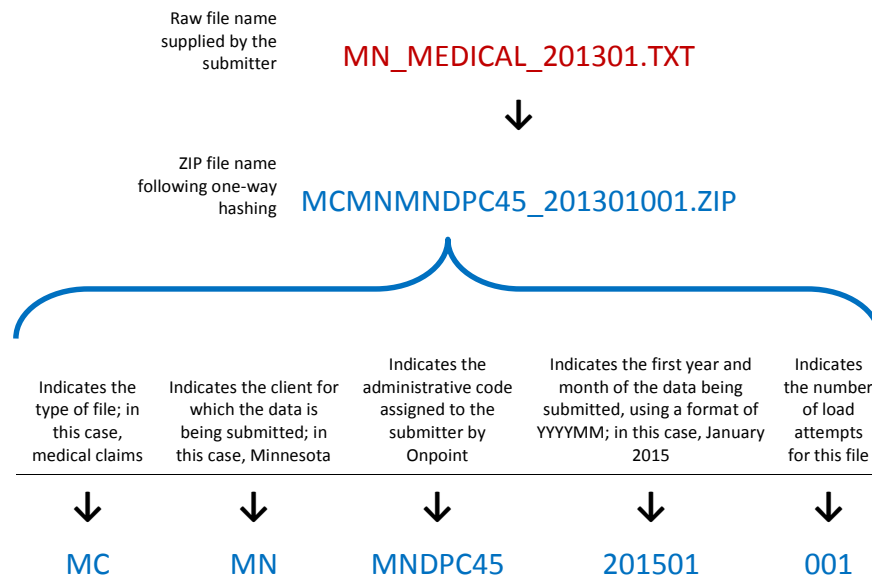 Raw file name
supplied by the
submitter
MN_MEDICAL_201301.TXT
ZIP file name
following one-way
hashing
MCMNMNDPC45_201301001.ZIP
Indicates the
type of file; in
this case,
medical claims
Indicates the client for
which the data is
being submitted; in
this case, Minnesota
Indicates the
administrative code
assigned to the
submitter by
Onpoint
Indicates the first year and
month of the data being
submitted, using a format of
YYYYMM; in this case, January
2015
Indicates
the number
of load
attempts
for this file
MC
MN
MNDPC45
201501
001